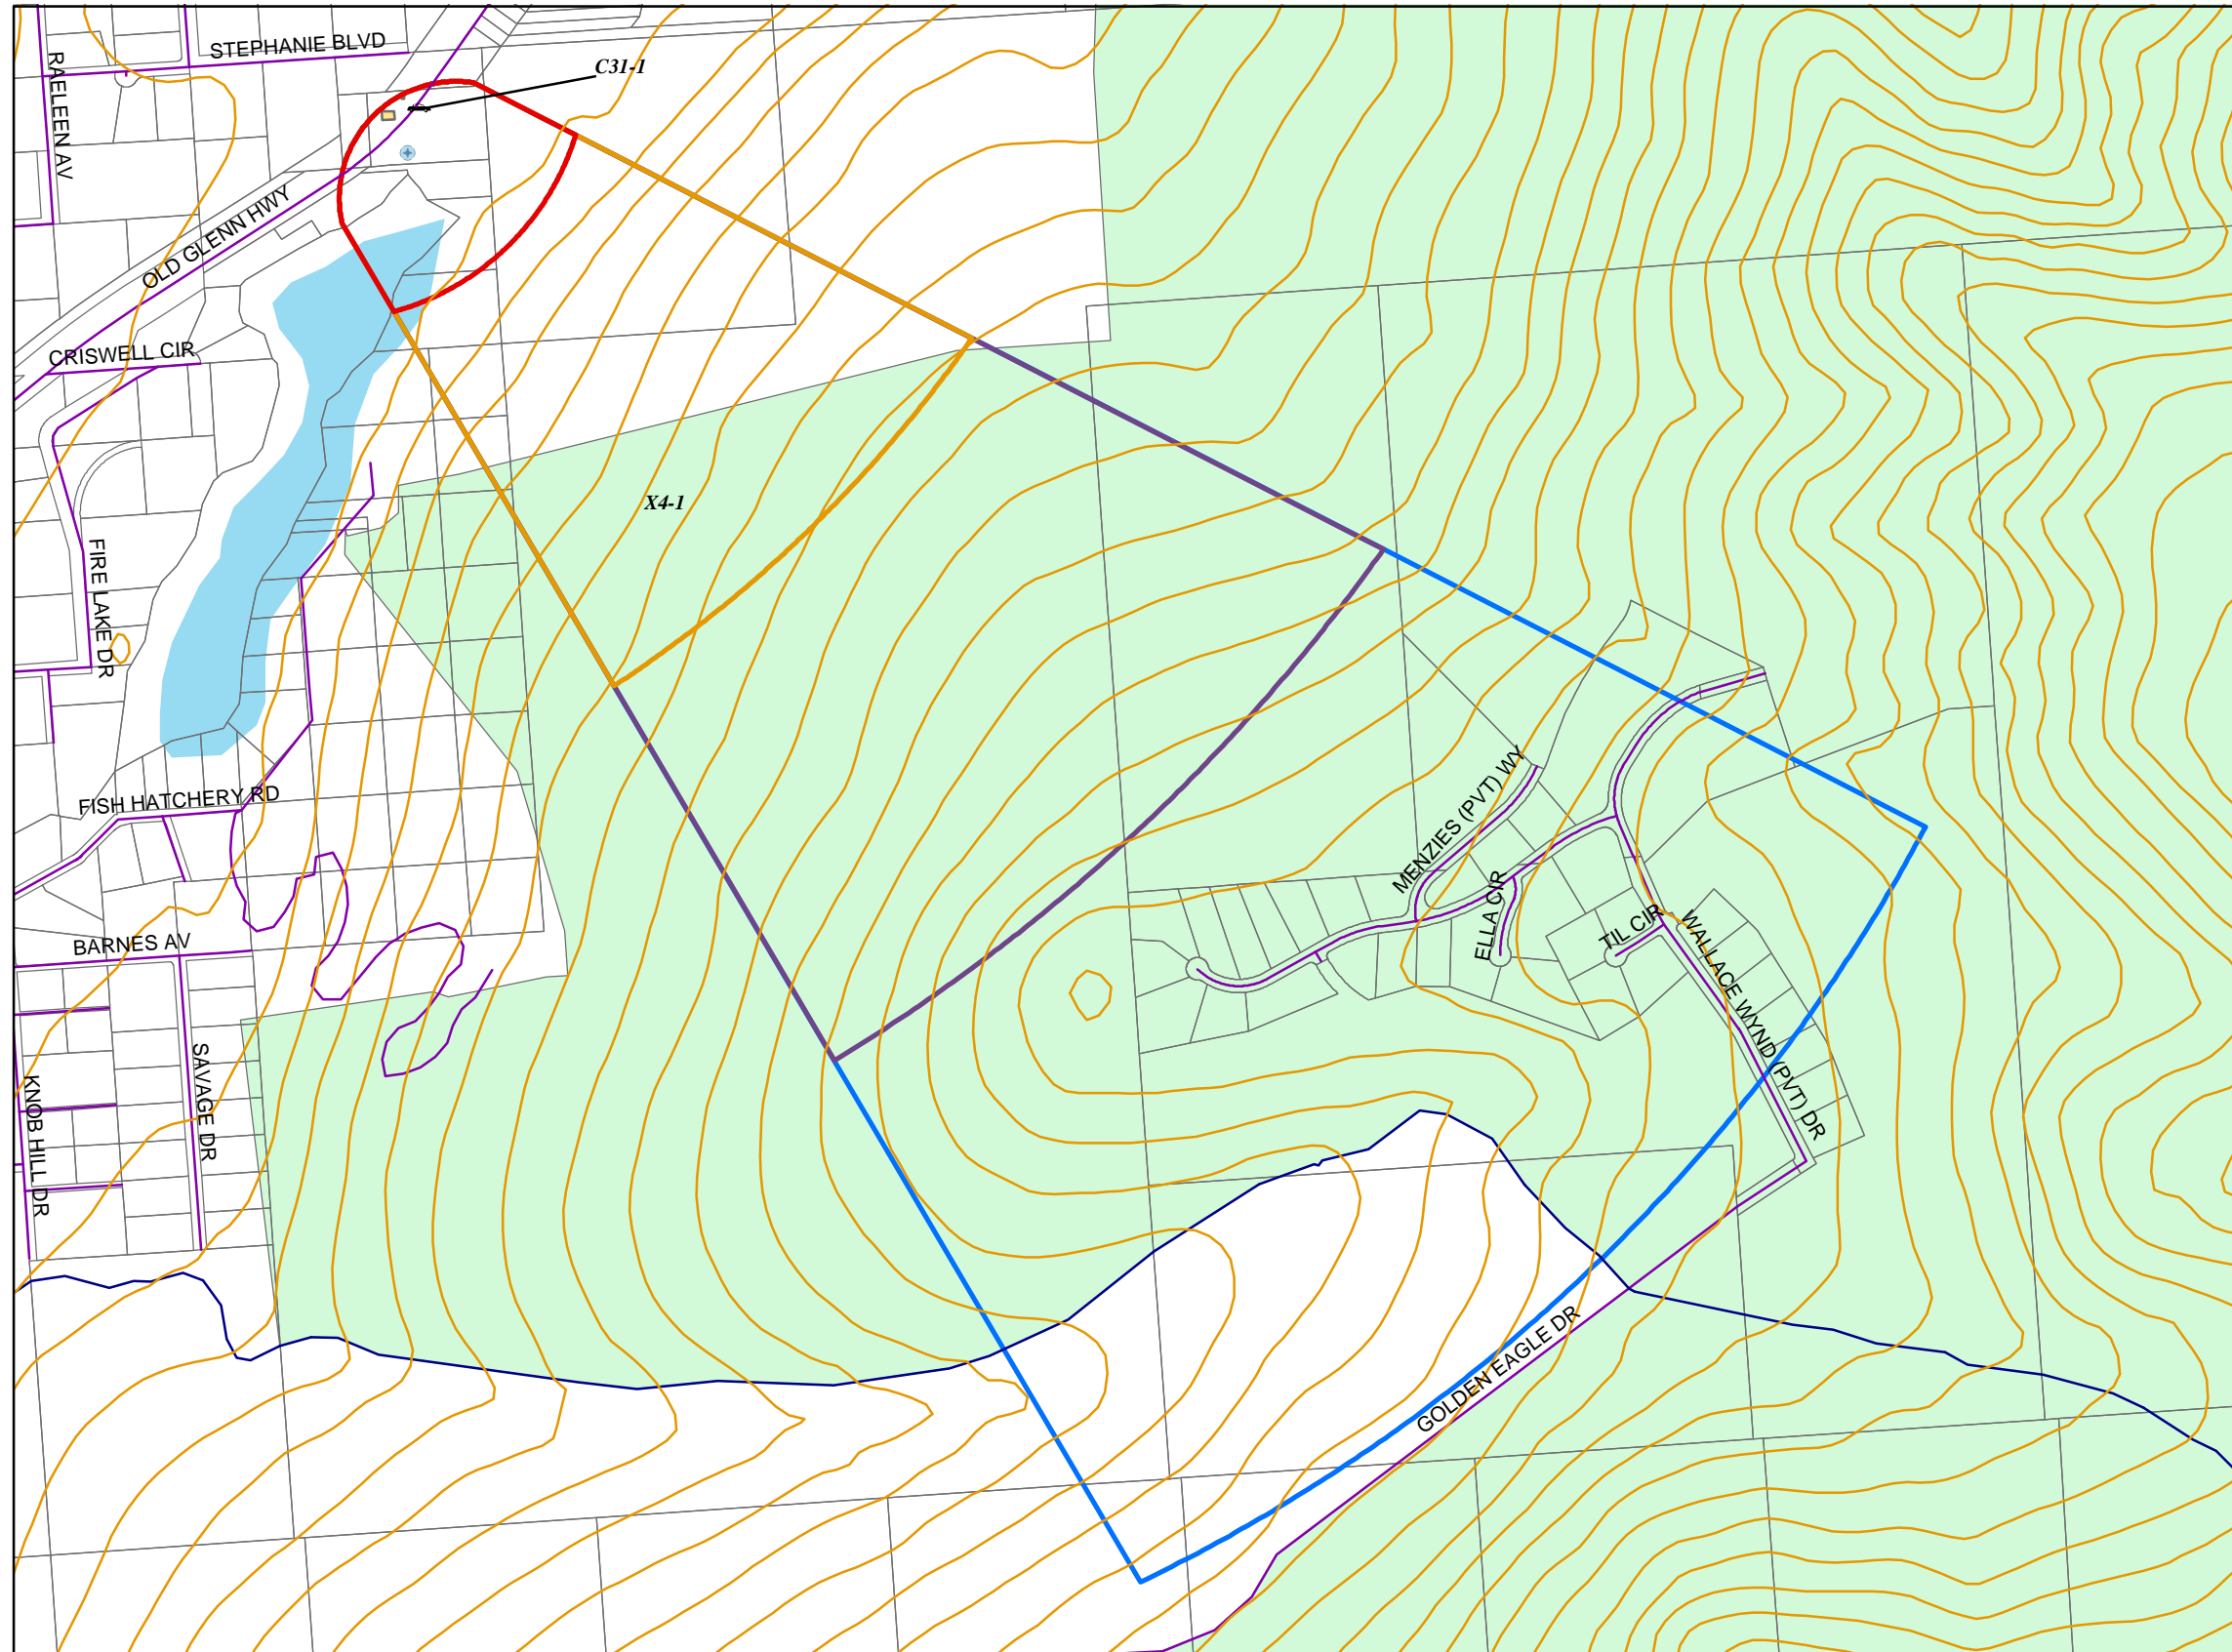 STEPHANIE BLVD
C31-1
RAELEEN AV
OLD GLENN HWY
CRISWELL CIR
X4-1
FIRE LAKE DR
FISH HATCHERY RD
MENZIES (PVT) WY
ELLA CIR
TIL CIR
WALLACE WYND (PVT) DR
BARNES AV
SAVAGE DR
KNOB HILL DR
GOLDEN EAGLE DR